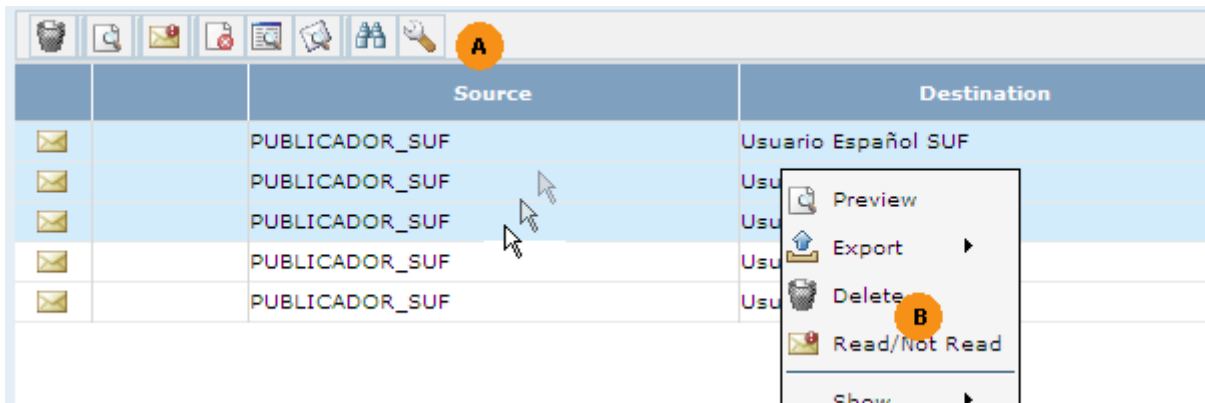 A
Source Destination
PUBLICADOR_SUF Usuario Español SUF
PUBLICADOR_SUF Usu
PUBLICADOR_SUF Usu
PUBLICADOR_SUF Usu
PUBLICADOR_SUF Usu
Preview
Export
Delete
B
Read/Not Read
Show